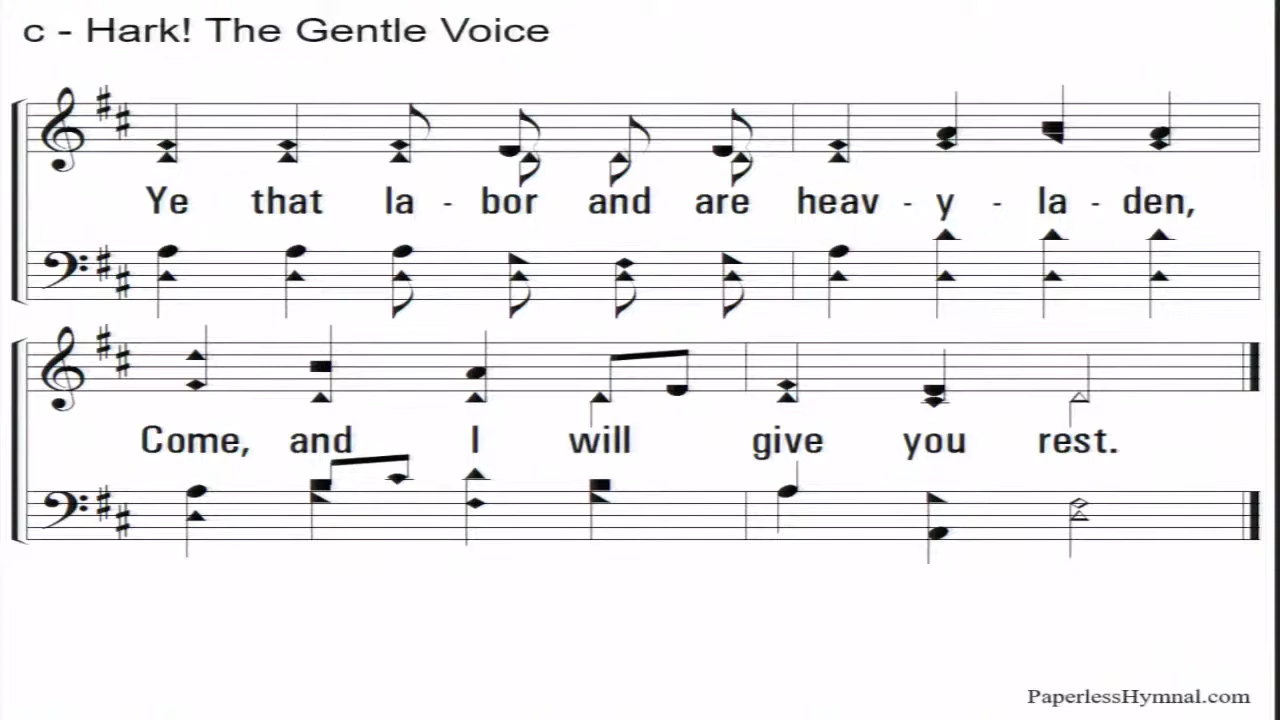 c - Hark! The Gentle Voice
Ye that la - bor and are heav - y - la - den,
Come, and I will give you rest.
PaperlessHymnal.com